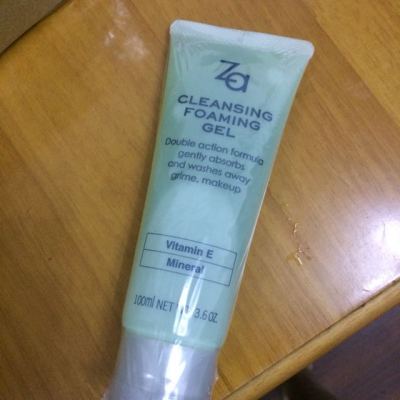 Za
CLEANSING
FOAMING
GEL
Double action formula
gently absorbs
and washes away
grime, makeup
Vitamin E
Mineral
100ml NET 3.6 OZ.